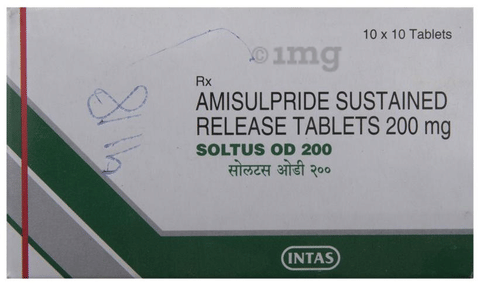 10 x 10 Tablets
©1mg
Rx
AMISULPRIDE SUSTAINED
RELEASE TABLETS 200 mg
SOLTUS OD 200
सोलटस ओडी २००
INTAS